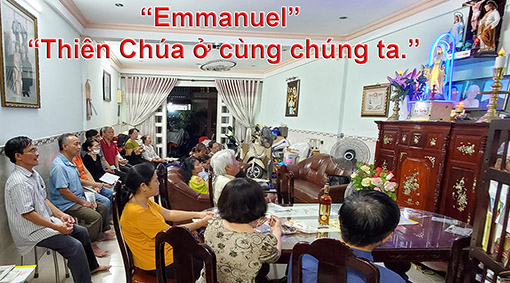 “Emmanuel”
“Thiên Chúa ở cùng chúng ta.”